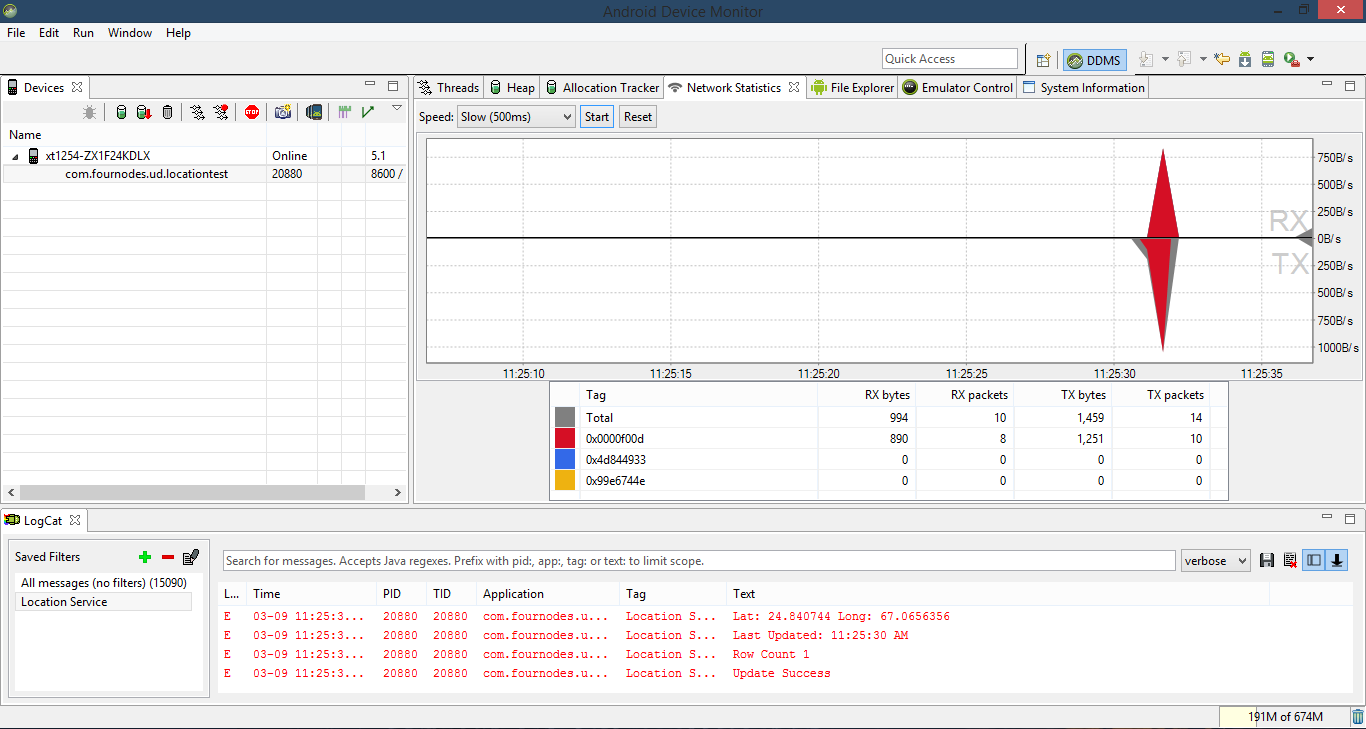 Android Device Monitor
File Edit Run Window Help
Quick Access
DDMS
Devices
Name
xt1254-ZX1F24KDLX Online 5.1
com.fournodes.ud.locationtest 20880 8600 /
Threads Heap Allocation Tracker Network Statistics File Explorer Emulator Control System Information
Speed: Slow (500ms) Start Reset
750B/s
500B/s
250B/s
RX
0B/s
TX
250B/s
500B/s
750B/s
1000B/s
11:25:10 11:25:15 11:25:20 11:25:25 11:25:30 11:25:35
Tag RX bytes RX packets TX bytes TX packets
Total 994 10 1,459 14
0x0000f00d 890 8 1,251 10
0x4d844933 0 0 0 0
0x99e6744e 0 0 0 0
LogCat
Saved Filters
All messages (no filters) (15090)
Location Service
Search for messages. Accepts Java regexes. Prefix with pid:, app:, tag: or text: to limit scope.
verbose
L... Time PID TID Application Tag Text
E 03-09 11:25:3... 20880 20880 com.fournodes.u... Location S... Lat: 24.840744 Long: 67.0656356
E 03-09 11:25:3... 20880 20880 com.fournodes.u... Location S... Last Updated: 11:25:30 AM
E 03-09 11:25:3... 20880 20880 com.fournodes.u... Location S... Row Count 1
E 03-09 11:25:3... 20880 20880 com.fournodes.u... Location S... Update Success
191M of 674M